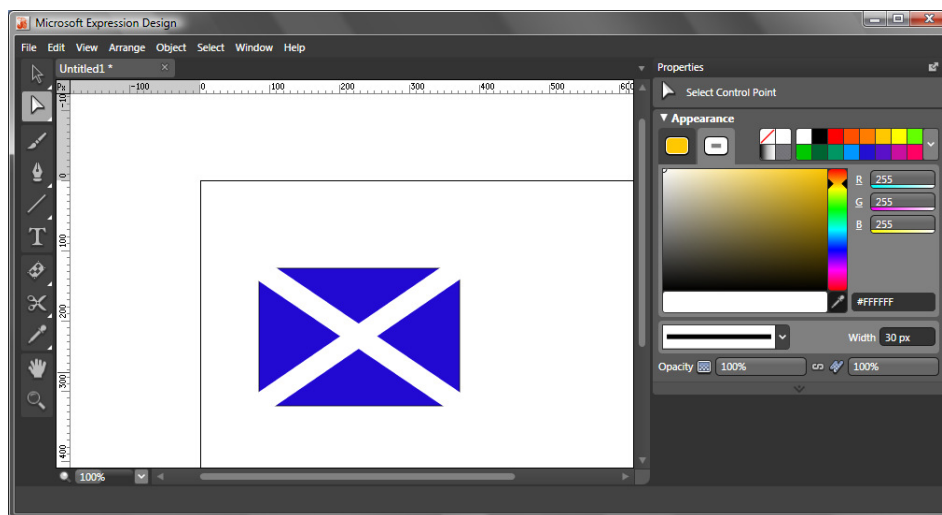 Microsoft Expression Design
File Edit View Arrange Object Select Window Help
Untitled1 * ×
Properties
Px -100 0 100 200 300 400 500 600
Select Control Point
Appearance
R 255
G 255
B 255
#FFFFFF
Width 30 px
Opacity 100% 100%
-10
0
100
200
300
400
T
100%